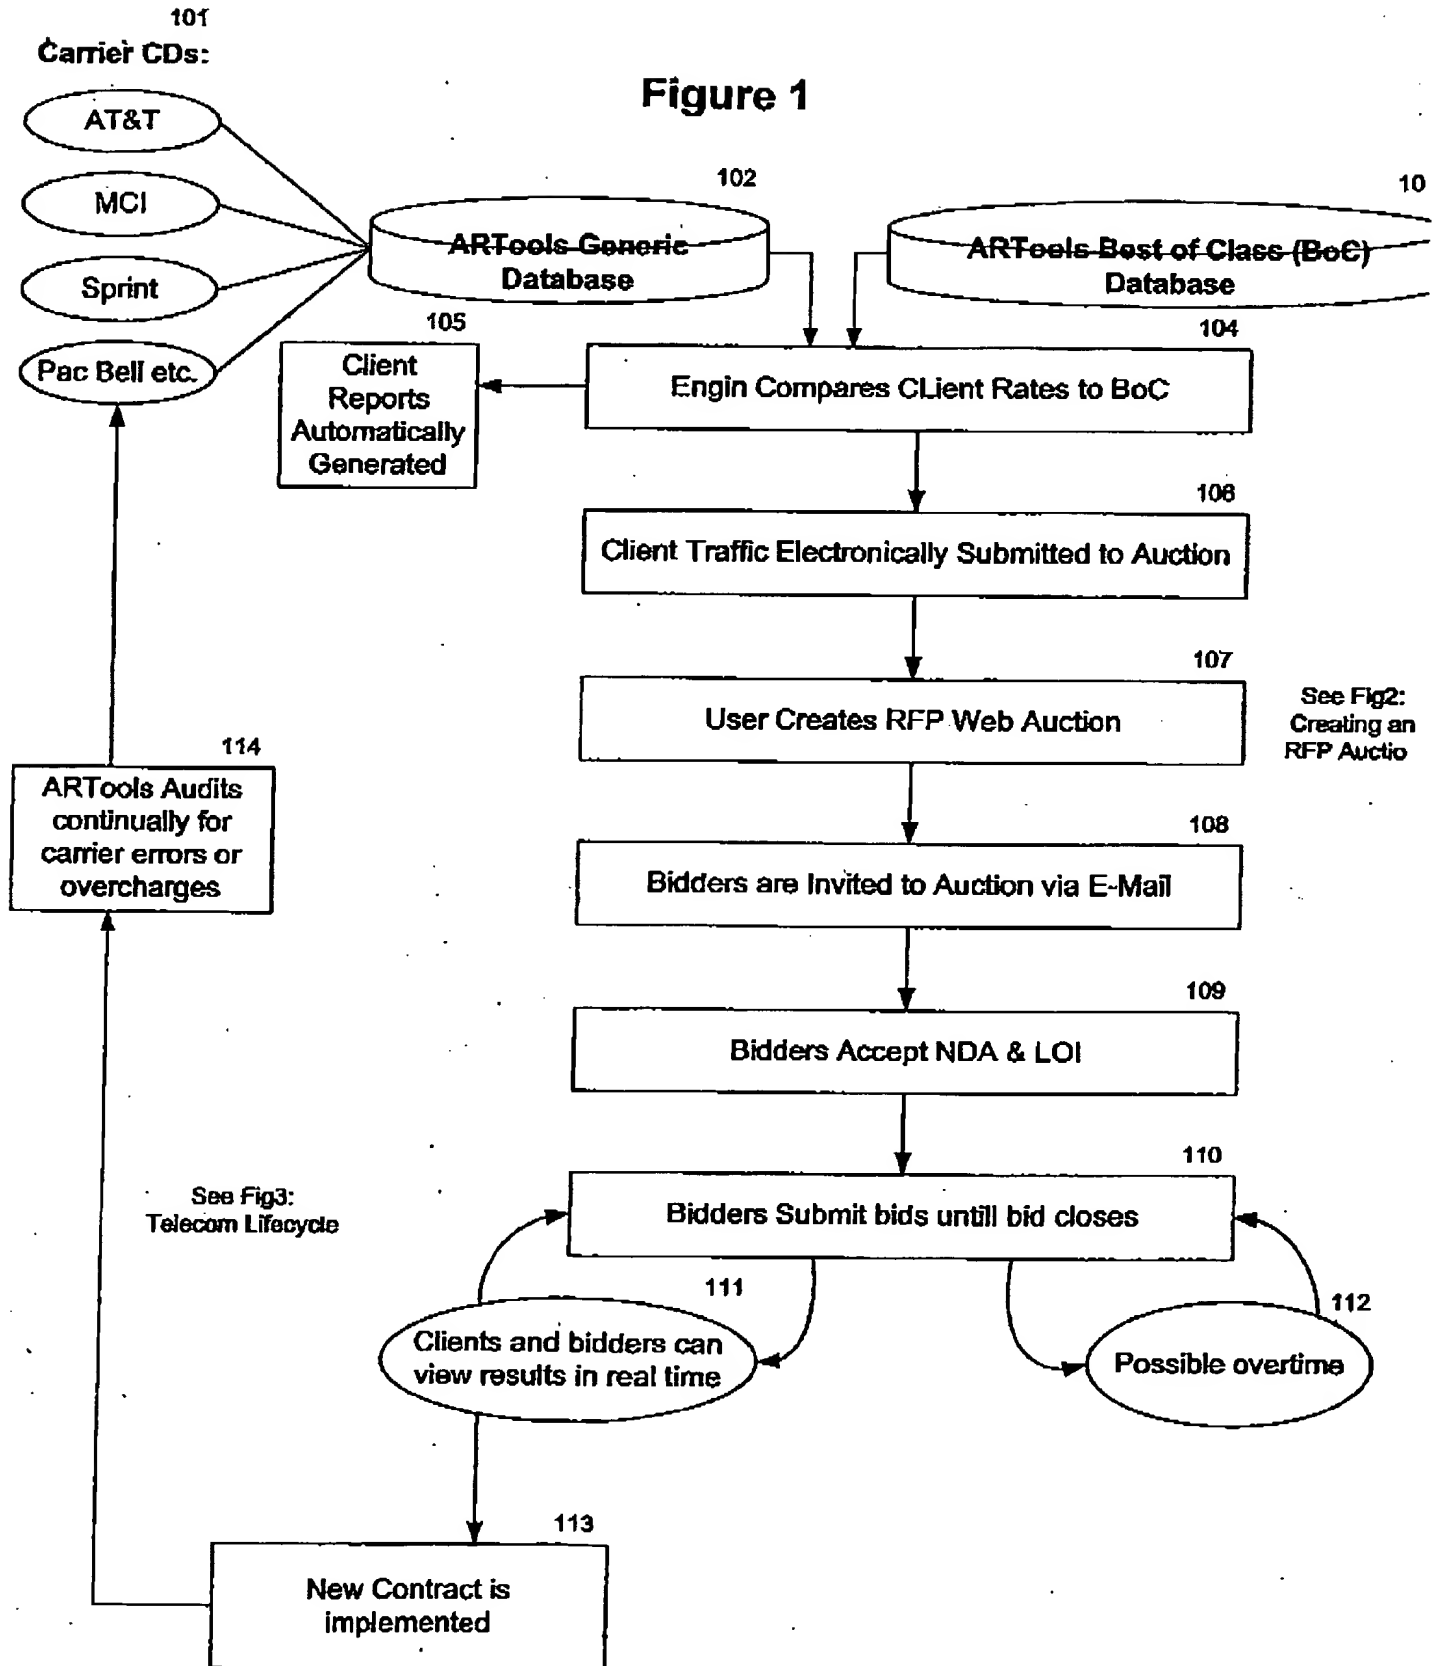 101
Carrier CDs:
Figure 1
AT&T
MCI
Sprint
Pac Bell etc.
102
ARTools Generic
Database
10
ARTools Best of Class (BoC)
Database
105
Client
Reports
Automatically
Generated
104
Engin Compares CLient Rates to BoC
106
Client Traffic Electronically Submitted to Auction
107
User Creates RFP Web Auction
See Fig2:
Creating an
RFP Auctio
114
ARTools Audits
continually for
carrier errors or
overcharges
108
Bidders are Invited to Auction via E-Mail
109
Bidders Accept NDA & LOI
110
Bidders Submit bids untill bid closes
See Fig3:
Telecom Lifecycle
111
Clients and bidders can
view results in real time
112
Possible overtime
113
New Contract is
implemented